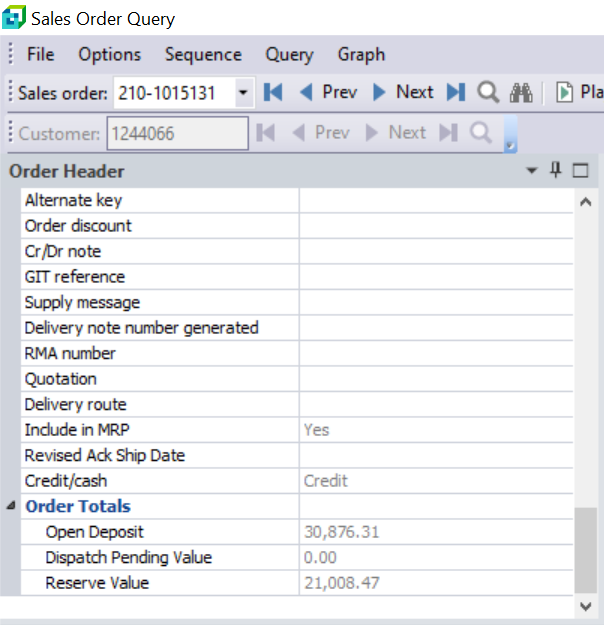 Sales Order Query
File Options Sequence Query Graph
Sales order: 210-1015131 Prev Next Pla
Customer: 1244066 Prev Next
Order Header
Alternate key
Order discount
Cr/Dr note
GIT reference
Supply message
Delivery note number generated
RMA number
Quotation
Delivery route
Include in MRP Yes
Revised Ack Ship Date
Credit/cash Credit
Order Totals
Open Deposit 30,876.31
Dispatch Pending Value 0.00
Reserve Value 21,008.47